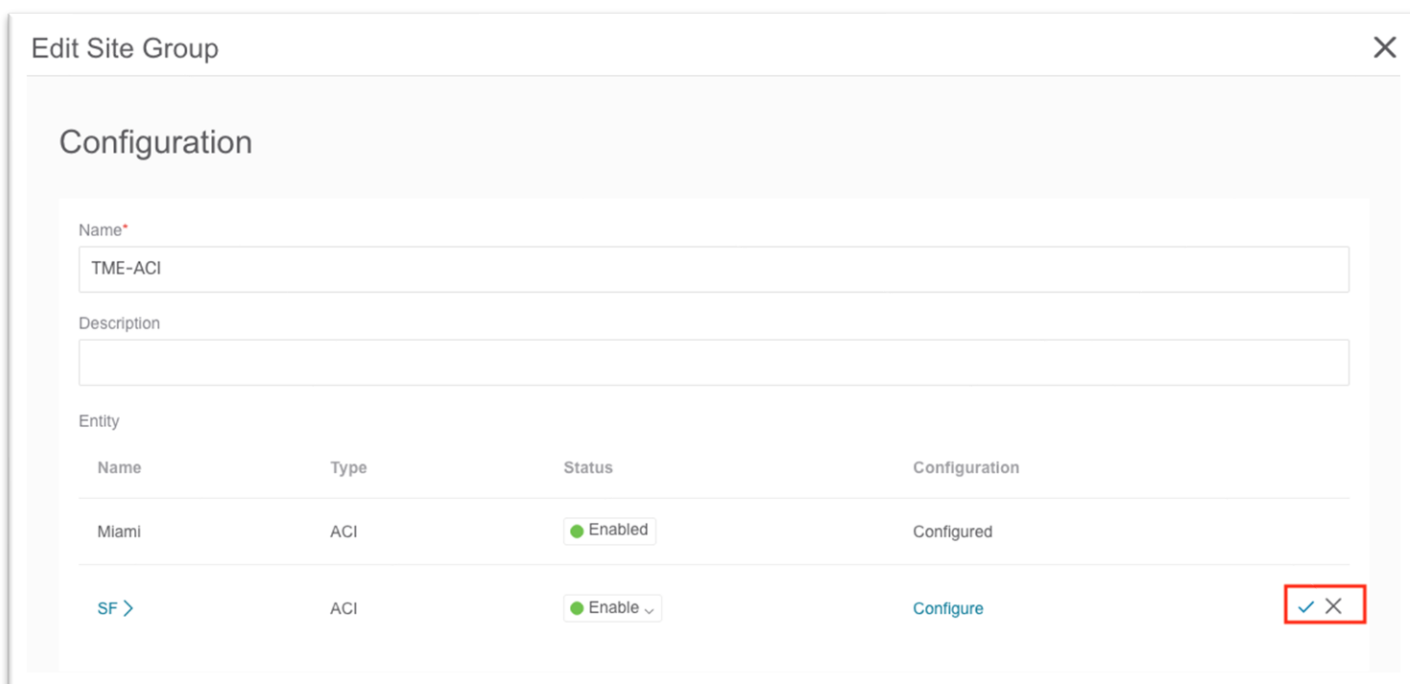 Edit Site Group
Configuration
Name*
TME-ACI
Description
Entity
Name Type Status Configuration
Miami ACI Enabled Configured
SF ACI Enable Configure